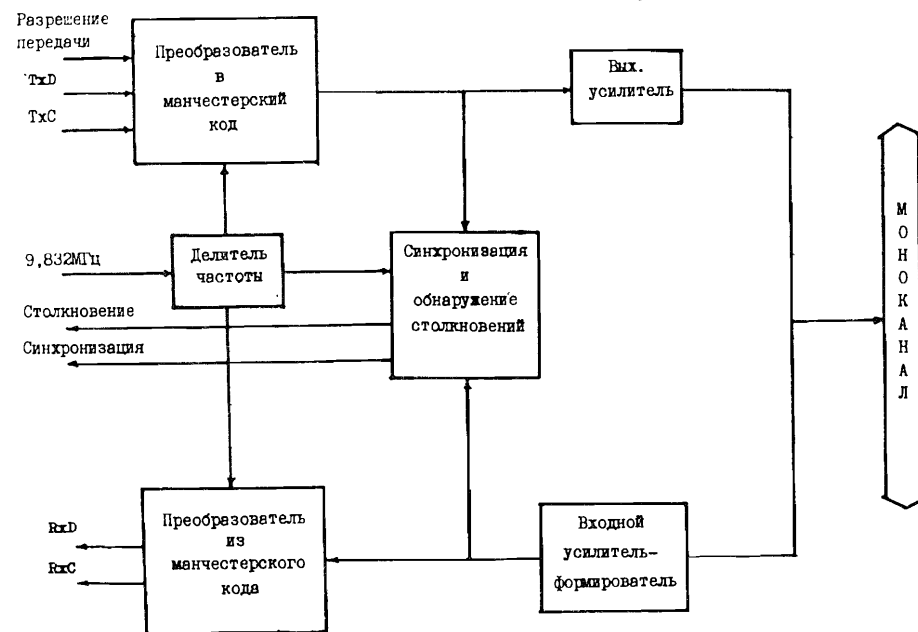 Разрешение
передачи
TxD
TxC
Преобразователь
в
манчестерский
код
Вых.
усилитель
9,832МГц
Делитель
частоты
Синхронизация
и
обнаружение
столкновений
Столкновение
Синхронизация
МОНОКАНАЛ
RxD
RxC
Преобразователь
из
манчестерского
кода
Входной
усилитель-
формирователь